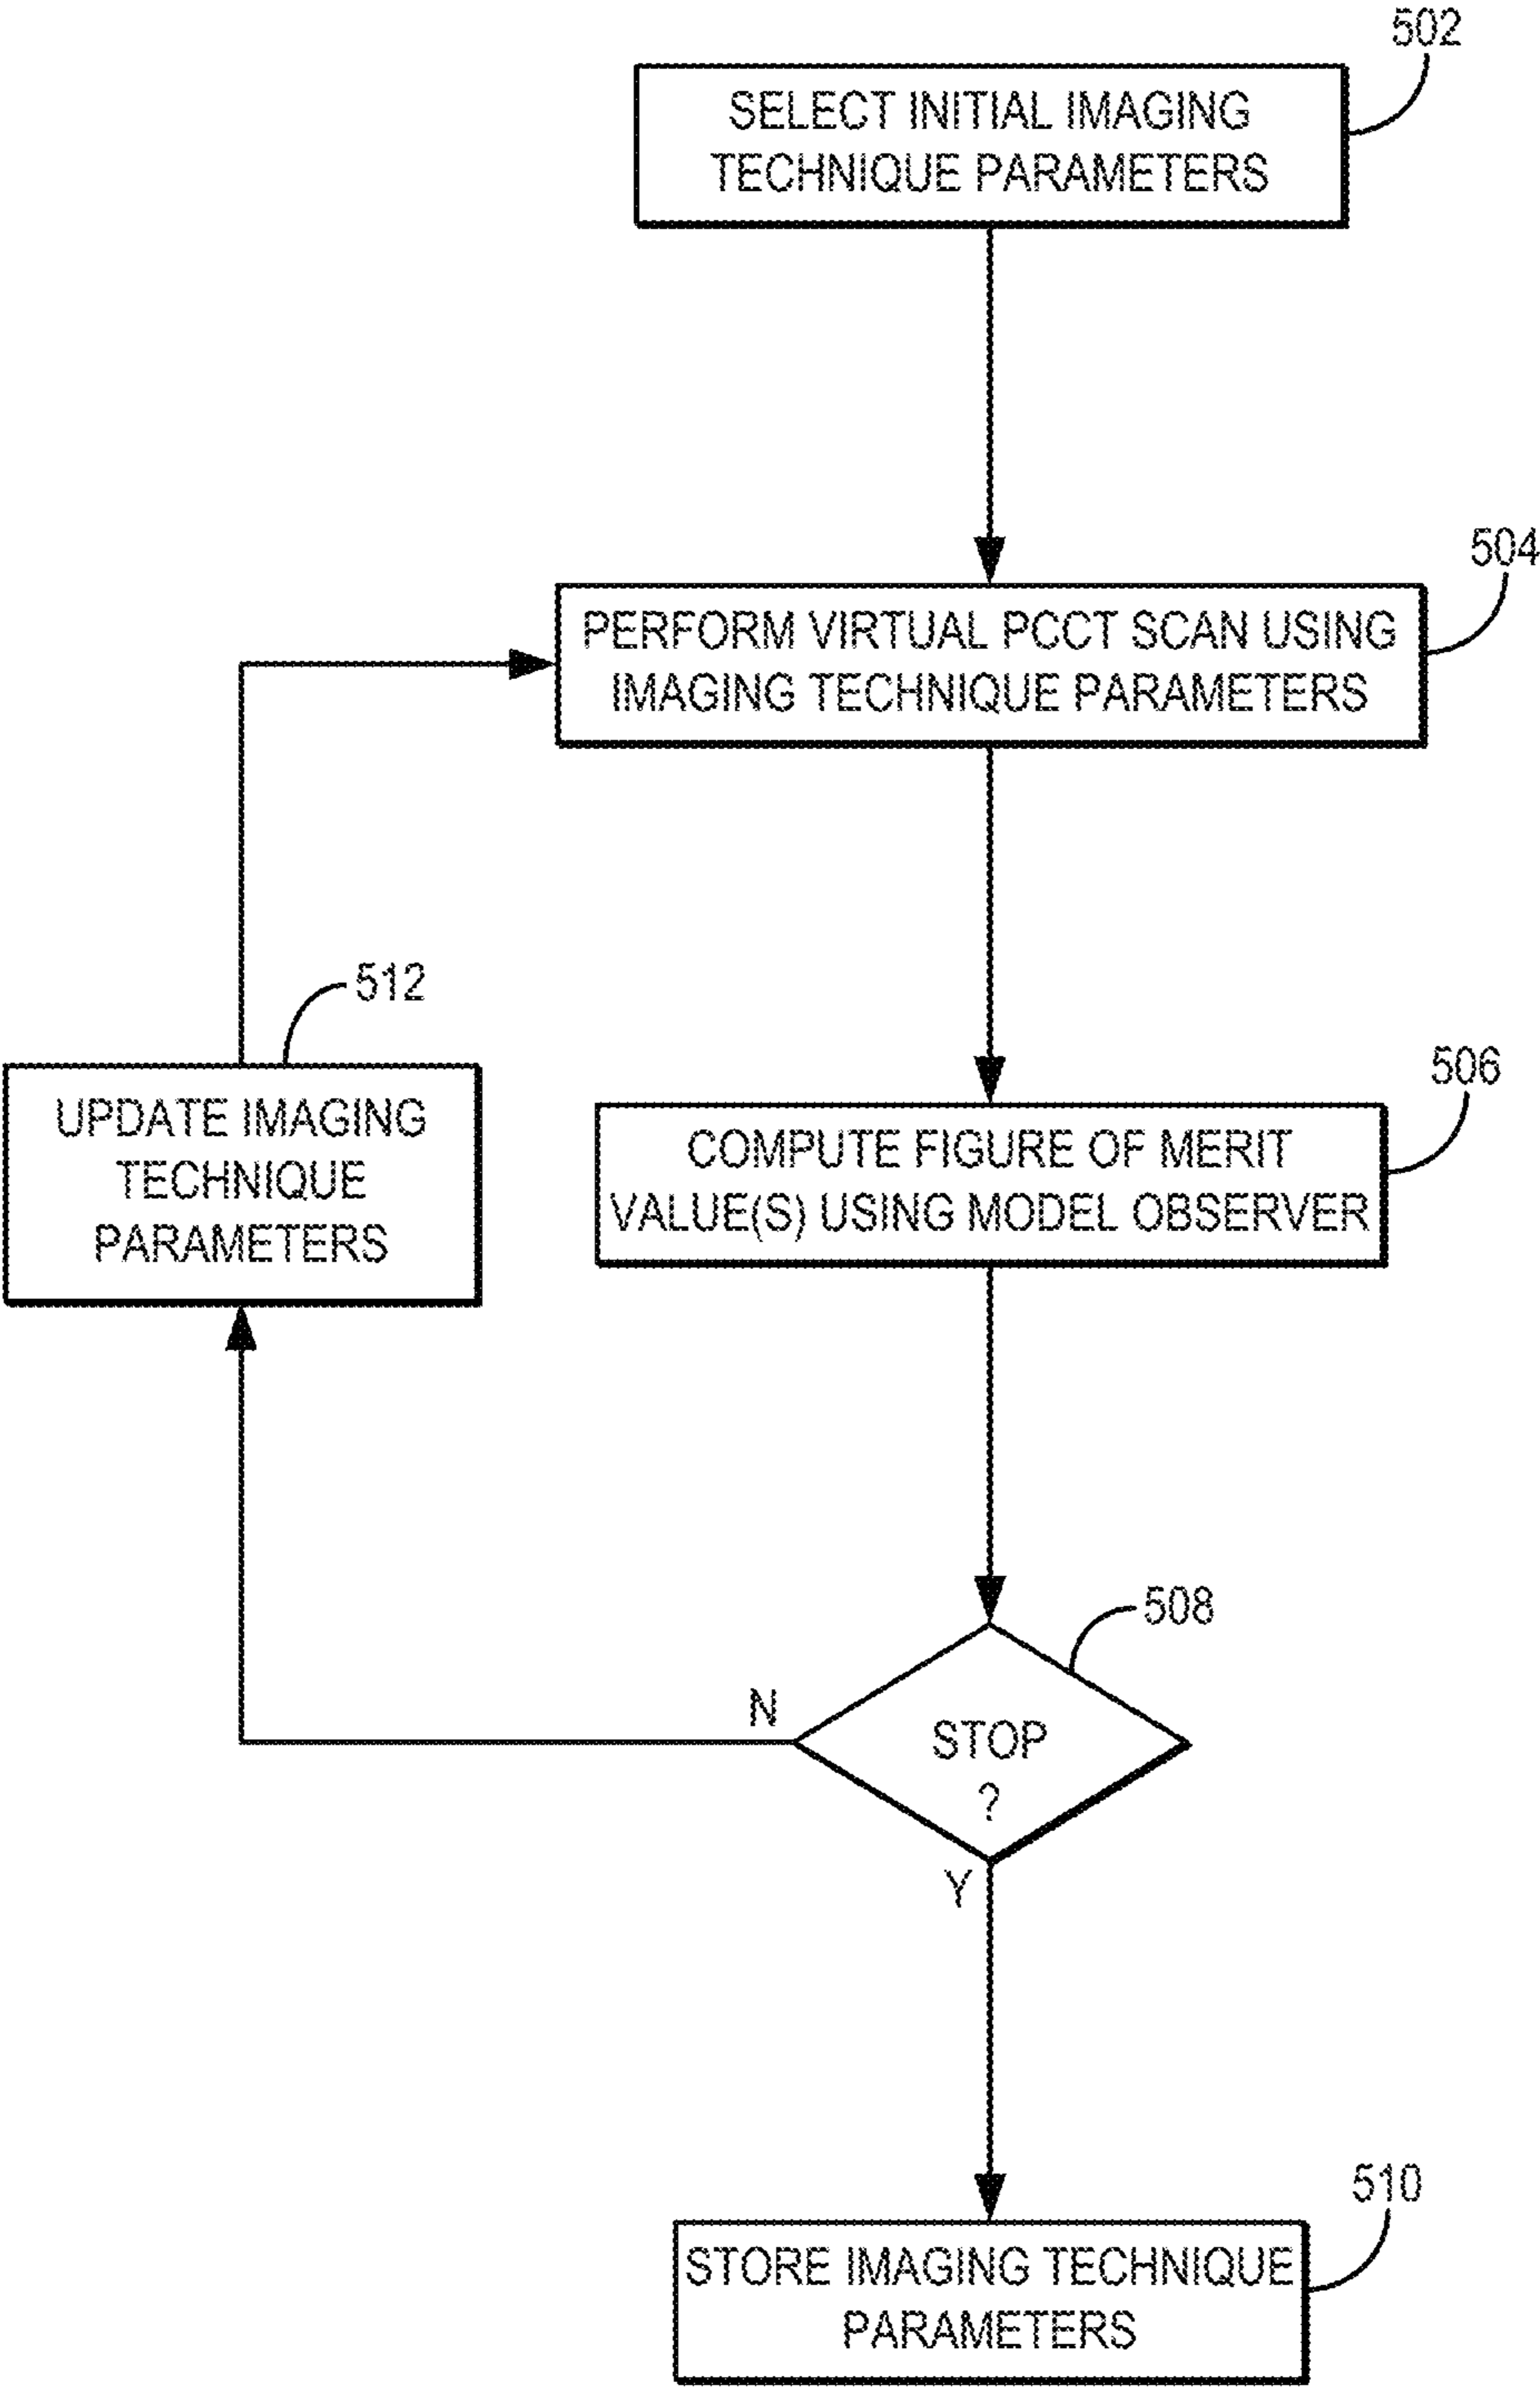 502
SELECT INITIAL IMAGING
TECHNIQUE PARAMETERS
504
PERFORM VIRTUAL PCCT SCAN USING
IMAGING TECHNIQUE PARAMETERS
512
UPDATE IMAGING
TECHNIQUE
PARAMETERS
506
COMPUTE FIGURE OF MERIT
VALUE(S) USING MODEL OBSERVER
508
N
STOP
?
Y
510
STORE IMAGING TECHNIQUE
PARAMETERS